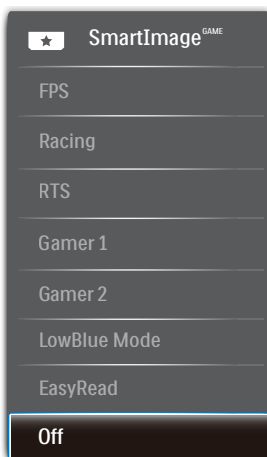 SmartImage GAME
FPS
Racing
RTS
Gamer 1
Gamer 2
LowBlue Mode
EasyRead
Off